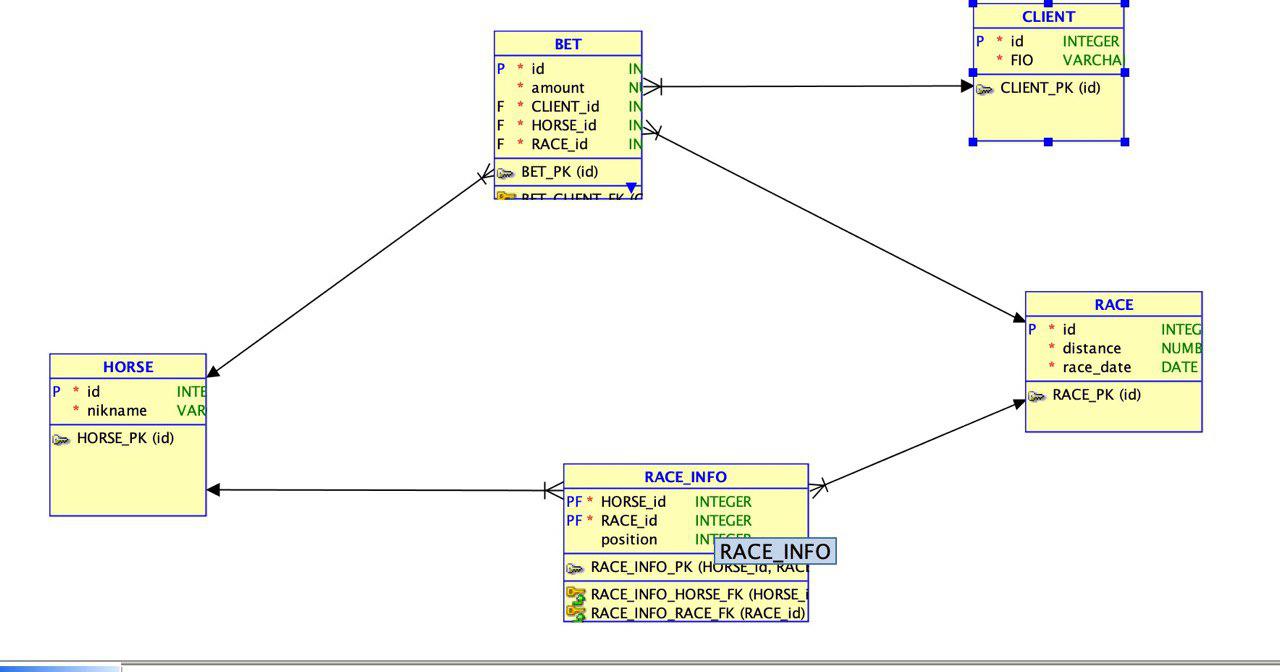 CLIENT
P * id INTEGER
* FIO VARCHA
CLIENT_PK (id)
BET
P * id IN
* amount
F * CLIENT_id IN
F * HORSE_id IN
F * RACE_id IN
BET_PK (id)
BET_CLIENT_FK (C
RACE
P * id INTEG
* distance NUMB
* race_date DATE
RACE_PK (id)
HORSE
P * id INTE
* nikname VAR
HORSE_PK (id)
RACE_INFO
PF * HORSE_id INTEGER
PF * RACE_id INTEGER
position INTEGER
RACE_INFO
RACE_INFO_PK (HORSE_id, RACI
RACE_INFO_HORSE_FK (HORSE_i
RACE_INFO_RACE_FK (RACE_id)